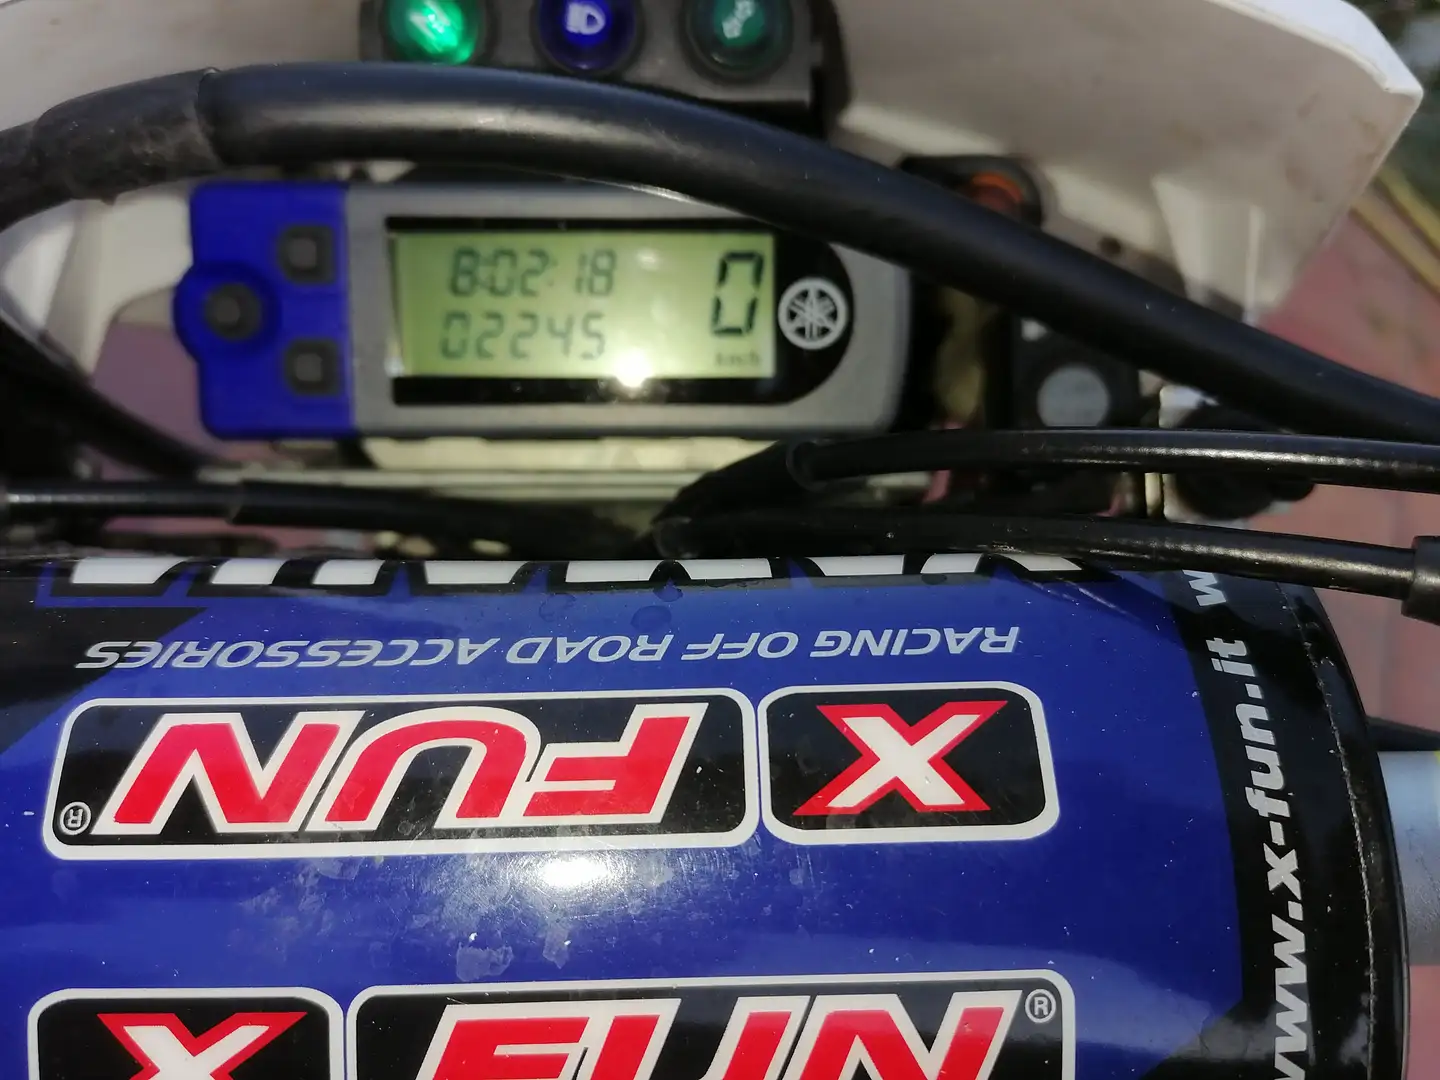 8:02:18
0
02245
km/h
RACING OFF ROAD ACCESSORIES
X FUN ®
www.x-fun.it
X FUN ®